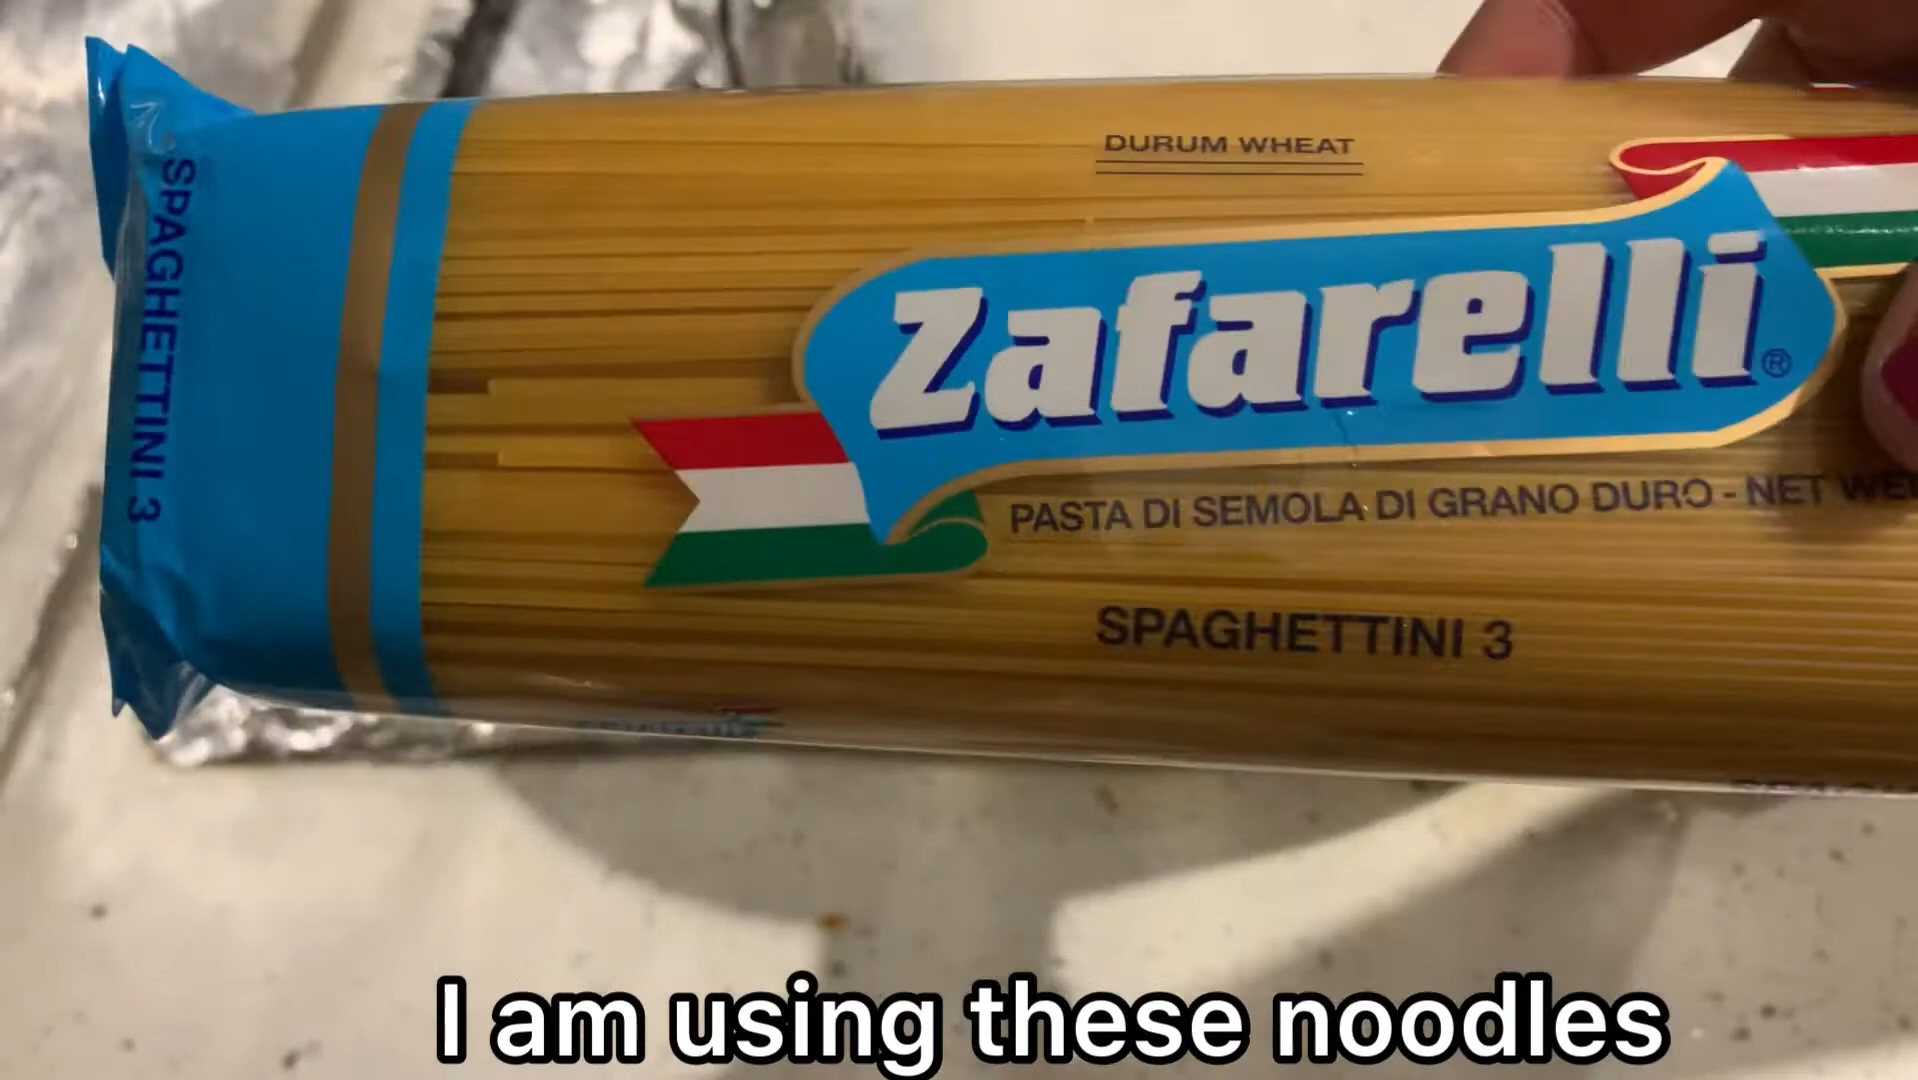 DURUM WHEAT
Zafarelli®
PASTA DI SEMOLA DI GRANO DURO - NET
SPAGHETTINI 3
SPAGHETTINI 3
I am using these noodles